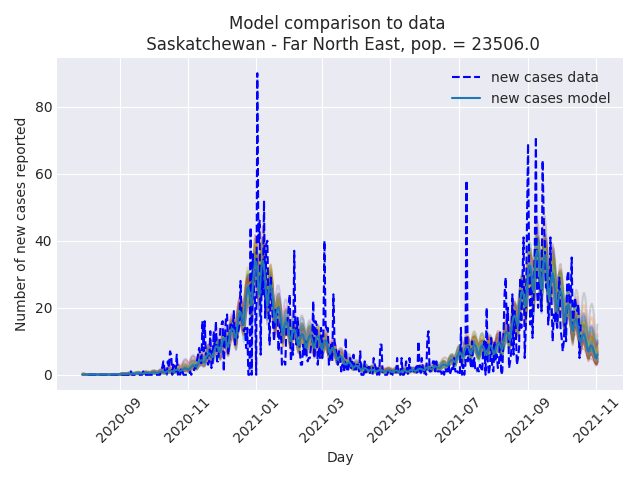 Model comparison to data
Saskatchewan - Far North East, pop. = 23506.0
new cases data
new cases model
Number of new cases reported
80
60
40
20
0
2020-09
2020-11
2021-01
2021-03
2021-05
2021-07
2021-09
2021-11
Day